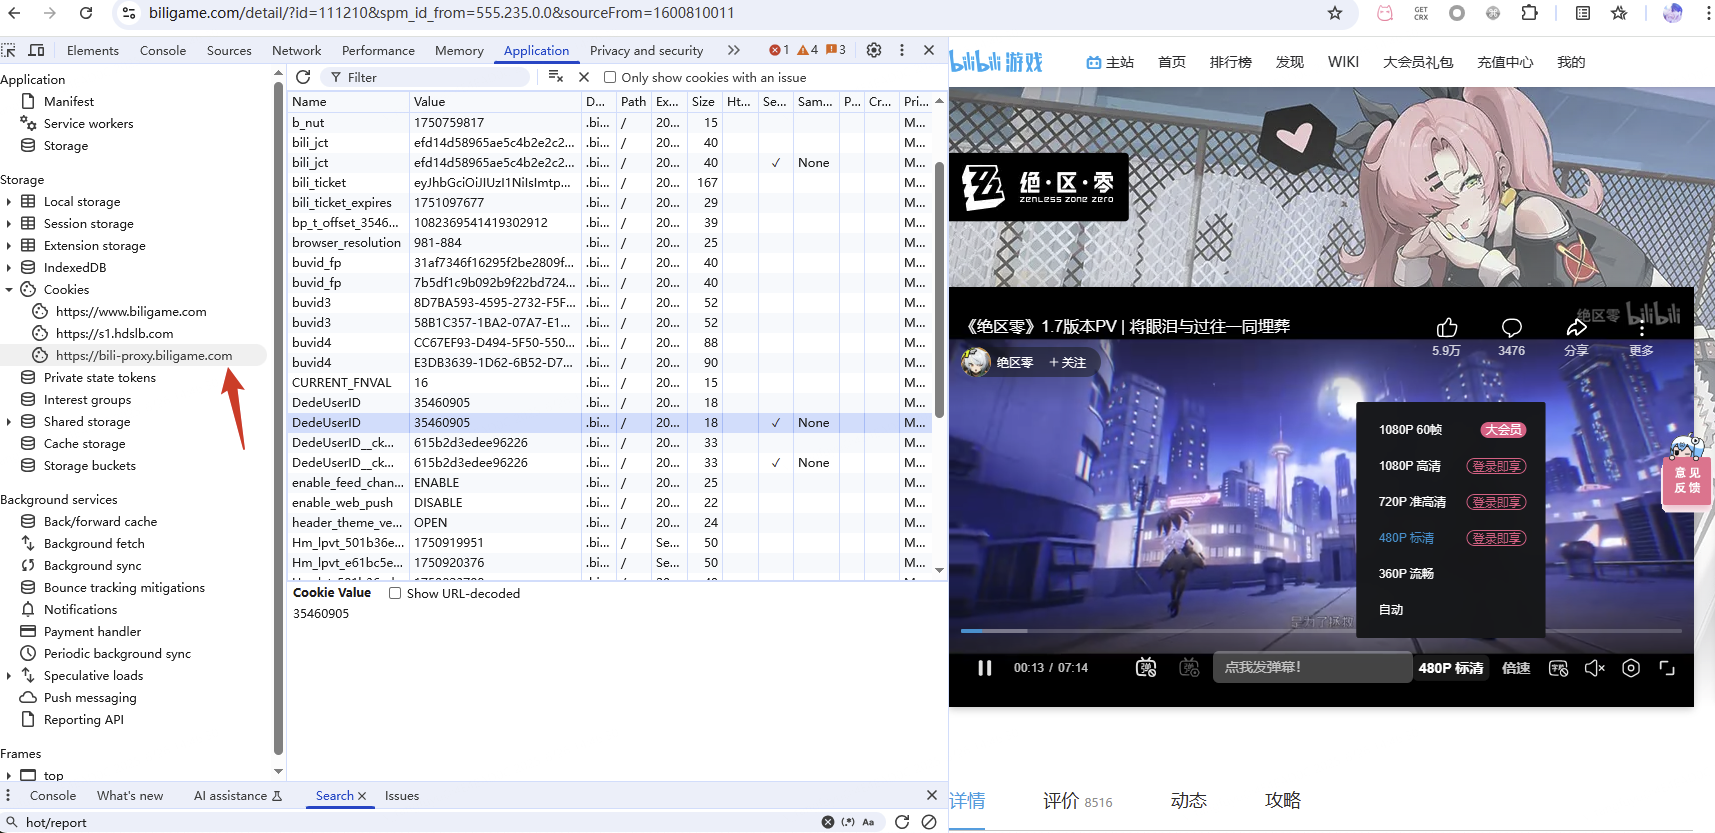 biligame.com/detail/?id=111210&spm_id_from=555.235.0.0&sourceFrom=1600810011
GET
CRX
Elements Console Sources Network Performance Memory Application Privacy and security 1 4 3
Application
Manifest
Service workers
Storage
Storage
Local storage
Session storage
Extension storage
IndexedDB
Cookies
https://www.biligame.com
https://s1.hdslb.com
https://bili-proxy.biligame.com
Private state tokens
Interest groups
Shared storage
Cache storage
Storage buckets
Background services
Back/forward cache
Background fetch
Background sync
Bounce tracking mitigations
Notifications
Payment handler
Periodic background sync
Speculative loads
Push messaging
Reporting API
Frames
top
Filter Only show cookies with an issue
Name Value D... Path Ex... Size Ht... Se... Sam... P... Cr... Pri...
b_nut 1750759817 .bi... / 20... 15 M...
bili_jct efd14d58965ae5c4b2e2c2... .bi... / 20... 40 M...
bili_jct efd14d58965ae5c4b2e2c2... .bi... / 20... 40 ✓ None M...
bili_ticket eyJhbGciOiJIUzI1NiIsImtp... .bi... / 20... 167 M...
bili_ticket_expires 1751097677 .bi... / 20... 29 M...
bp_t_offset_3546... 1082369541419302912 .bi... / 20... 39 M...
browser_resolution 981-884 .bi... / 20... 25 M...
buvid_fp 31af7346f16295f2be2809f... .bi... / 20... 40 M...
buvid_fp 7b5df1c9b092b9f22bd724... .bi... / 20... 40 M...
buvid3 8D7BA593-4595-2732-F5F... .bi... / 20... 52 M...
buvid3 58B1C357-1BA2-07A7-E1... .bi... / 20... 52 M...
buvid4 CC67EF93-D494-5F50-550... .bi... / 20... 88 M...
buvid4 E3DB3639-1D62-6B52-D7... .bi... / 20... 90 M...
CURRENT_FNVAL 16 .bi... / 20... 15 M...
DedeUserID 35460905 .bi... / 20... 18 M...
DedeUserID 35460905 .bi... / 20... 18 ✓ None M...
DedeUserID__ck... 615b2d3edee96226 .bi... / 20... 33 M...
DedeUserID__ck... 615b2d3edee96226 .bi... / 20... 33 ✓ None M...
enable_feed_chan... ENABLE .bi... / 20... 25 M...
enable_web_push DISABLE .bi... / 20... 22 M...
header_theme_ve... OPEN .bi... / 20... 24 M...
Hm_lpvt_501b36e... 1750919951 .bi... / Se... 50 M...
Hm_lpvt_e61bc5e... 1750920376 .bi... / Se... 50 M...
Cookie Value Show URL-decoded
35460905
Console What's new AI assistance Search Issues
hot/report (.*) Aa
bilibili 游戏 主站 首页 排行榜 发现 WIKI 大会员礼包 充值中心 我的
绝·区·零
ZENLESS ZONE ZERO
《绝区零》1.7版本PV | 将眼泪与过往一同埋葬
绝区零 bilibili
5.9万 3476 分享 更多
绝区零 + 关注
1080P 60帧 大会员
1080P 高清 登录即享
720P 准高清 登录即享
480P 标清 登录即享
360P 流畅
自动
是为了拯救
意见
反馈
00:13 / 07:14 点我发弹幕! 480P 标清 倍速
详情 评价 8516 动态 攻略